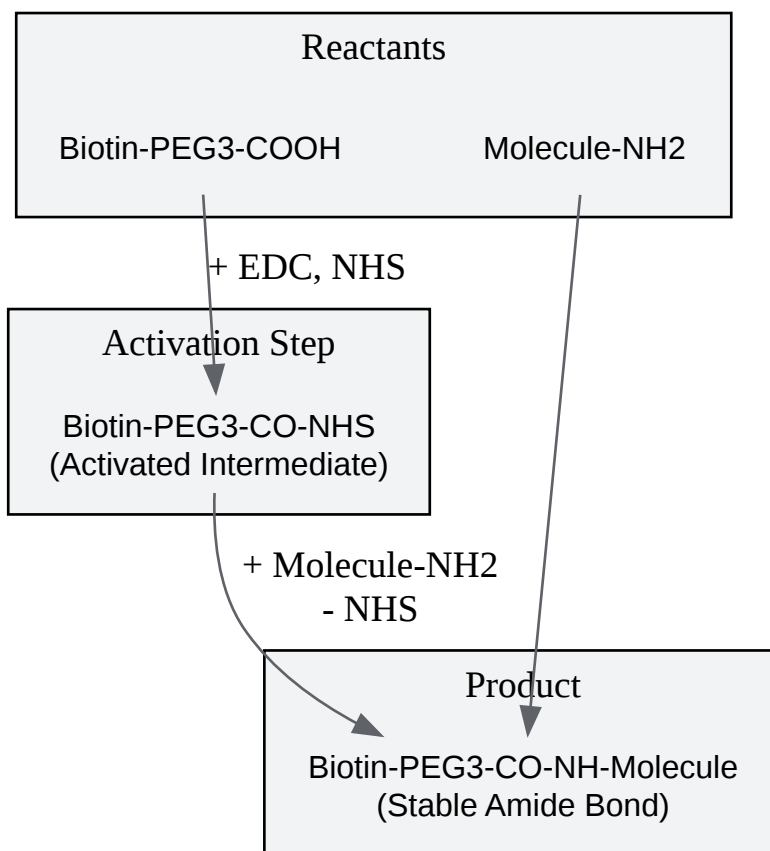 Reactants
Biotin-PEG3-COOH
Molecule-NH2
+ EDC, NHS
Activation Step
Biotin-PEG3-CO-NHS
(Activated Intermediate)
+ Molecule-NH2
- NHS
Product
Biotin-PEG3-CO-NH-Molecule
(Stable Amide Bond)